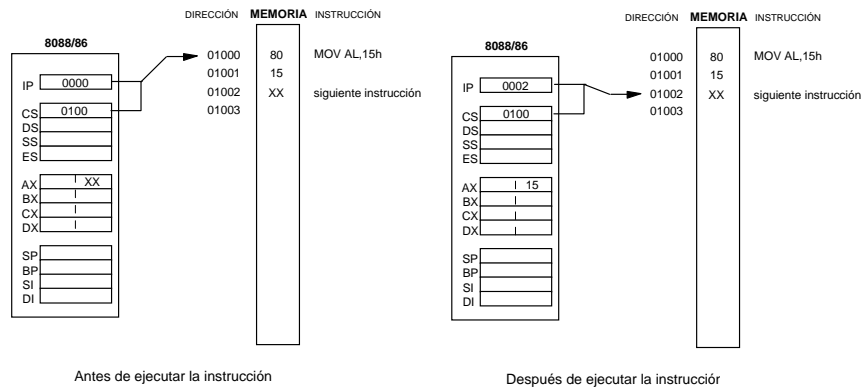 DIRECCIÓN MEMORIA INSTRUCCIÓN
8088/86
01000 80 MOV AL,15h
01001 15
01002 XX siguiente instrucción
01003
IP 0000
CS 0100
DS
SS
ES
AX XX
BX
CX
DX
SP
BP
SI
DI
Antes de ejecutar la instrucción
DIRECCIÓN MEMORIA INSTRUCCIÓN
8088/86
01000 80 MOV AL,15h
01001 15
01002 XX siguiente instrucción
01003
IP 0002
CS 0100
DS
SS
ES
AX 15
BX
CX
DX
SP
BP
SI
DI
Después de ejecutar la instrucciór